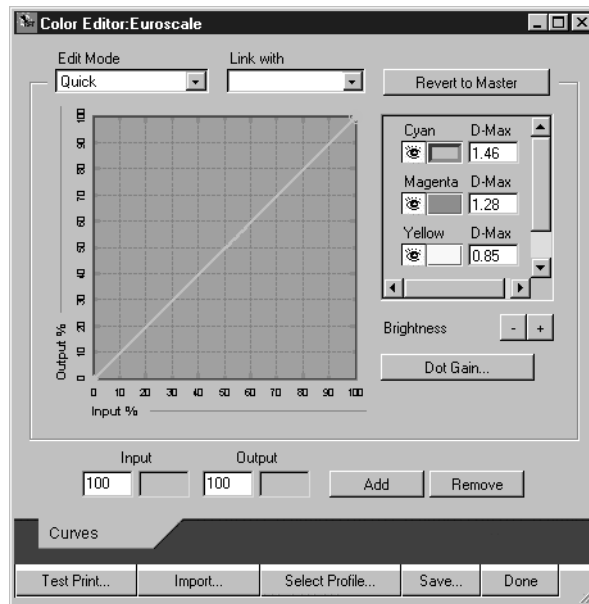 Color Editor:Euroscale
Edit Mode
Link with
Quick
Revert to Master
100
90
80
70
60
50
40
30
20
10
0
Output %
0 10 20 30 40 50 60 70 80 90 100
Input %
Cyan D-Max
1.46
Magenta D-Max
1.28
Yellow D-Max
0.85
Brightness - +
Dot Gain...
Input Output
100 100 Add Remove
Curves
Test Print... Import... Select Profile... Save... Done